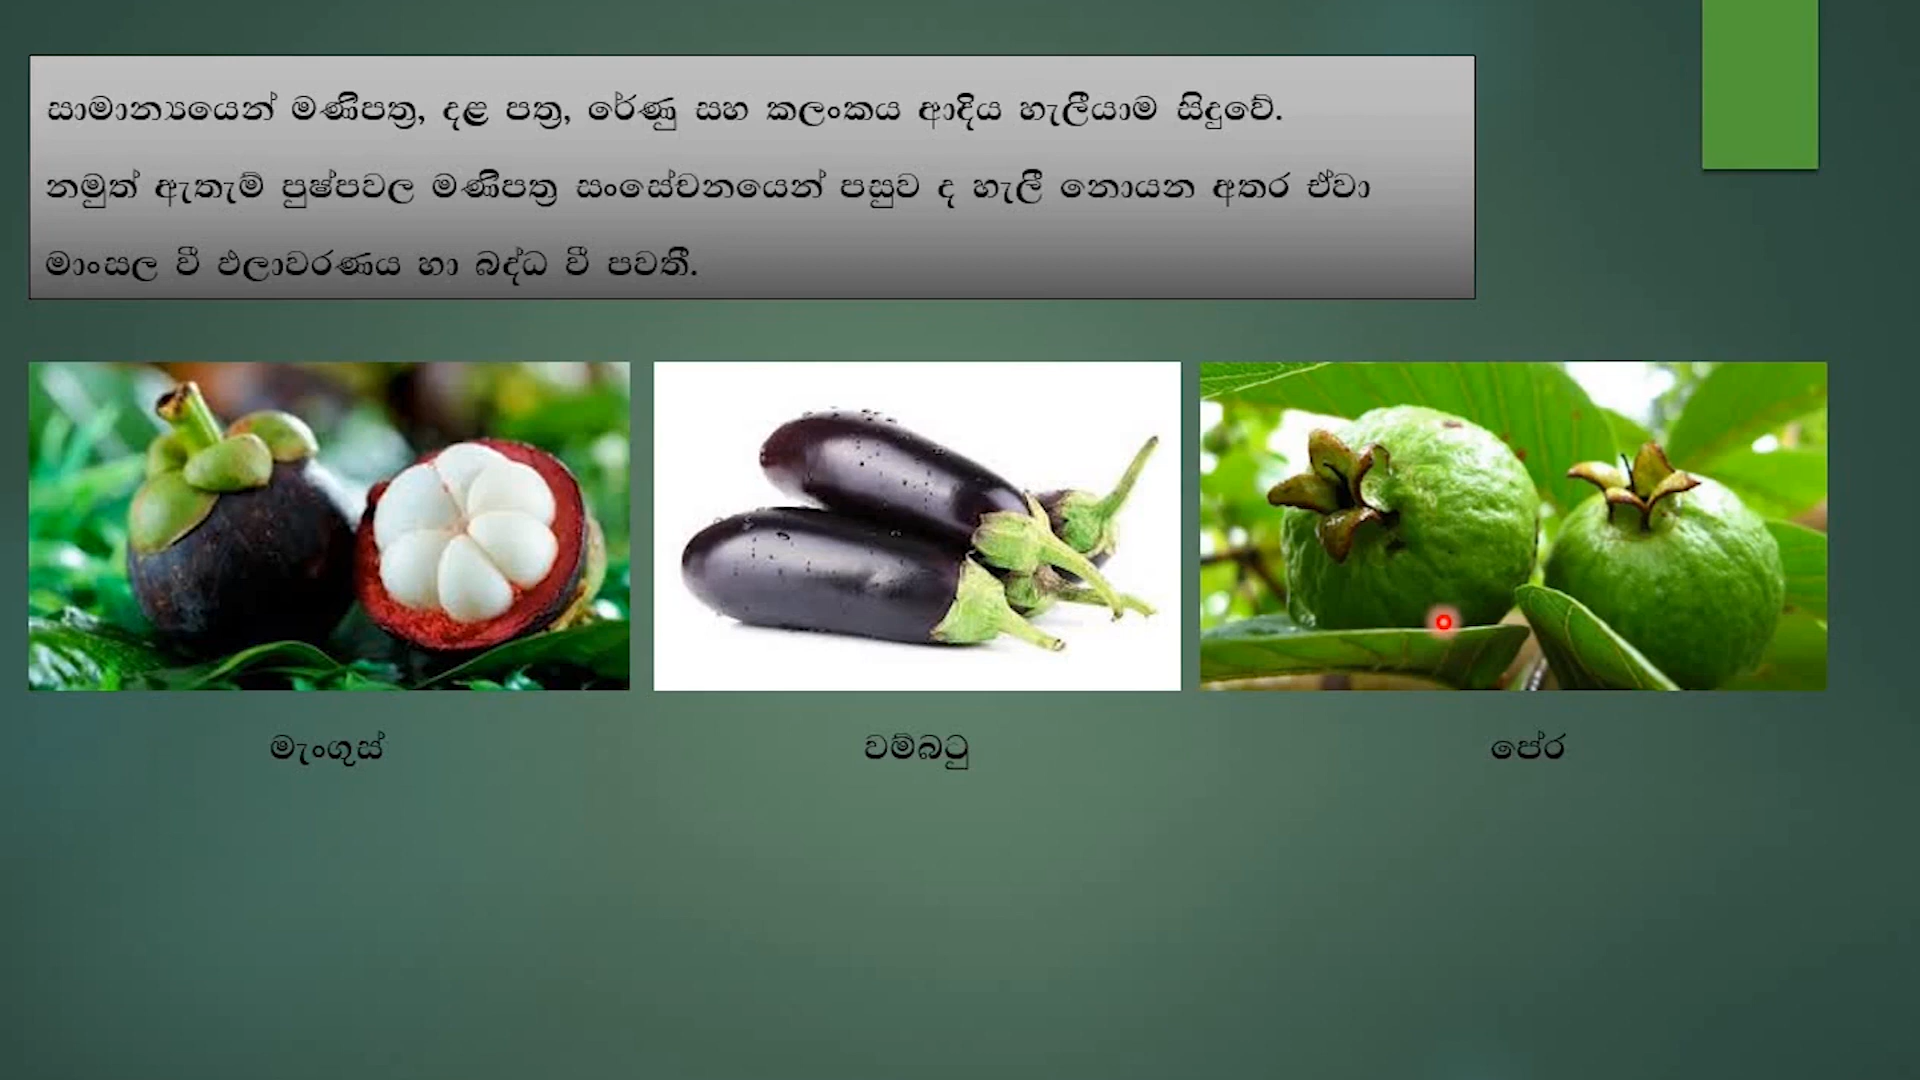 සාමාන්‍යයෙන් මණිපත්‍ර, දළ පත්‍ර, රේණු සහ කලංකය ආදිය හැලීයාම සිදුවේ.
නමුත් ඇතැම් පුෂ්පවල මණිපත්‍ර සංසේචනයෙන් පසුව ද හැලී නොයන අතර ඒවා
මාංසල වී ඵලාවරණය හා බද්ධ වී පවතී.
මැංගුස්
වම්බටු
පේර